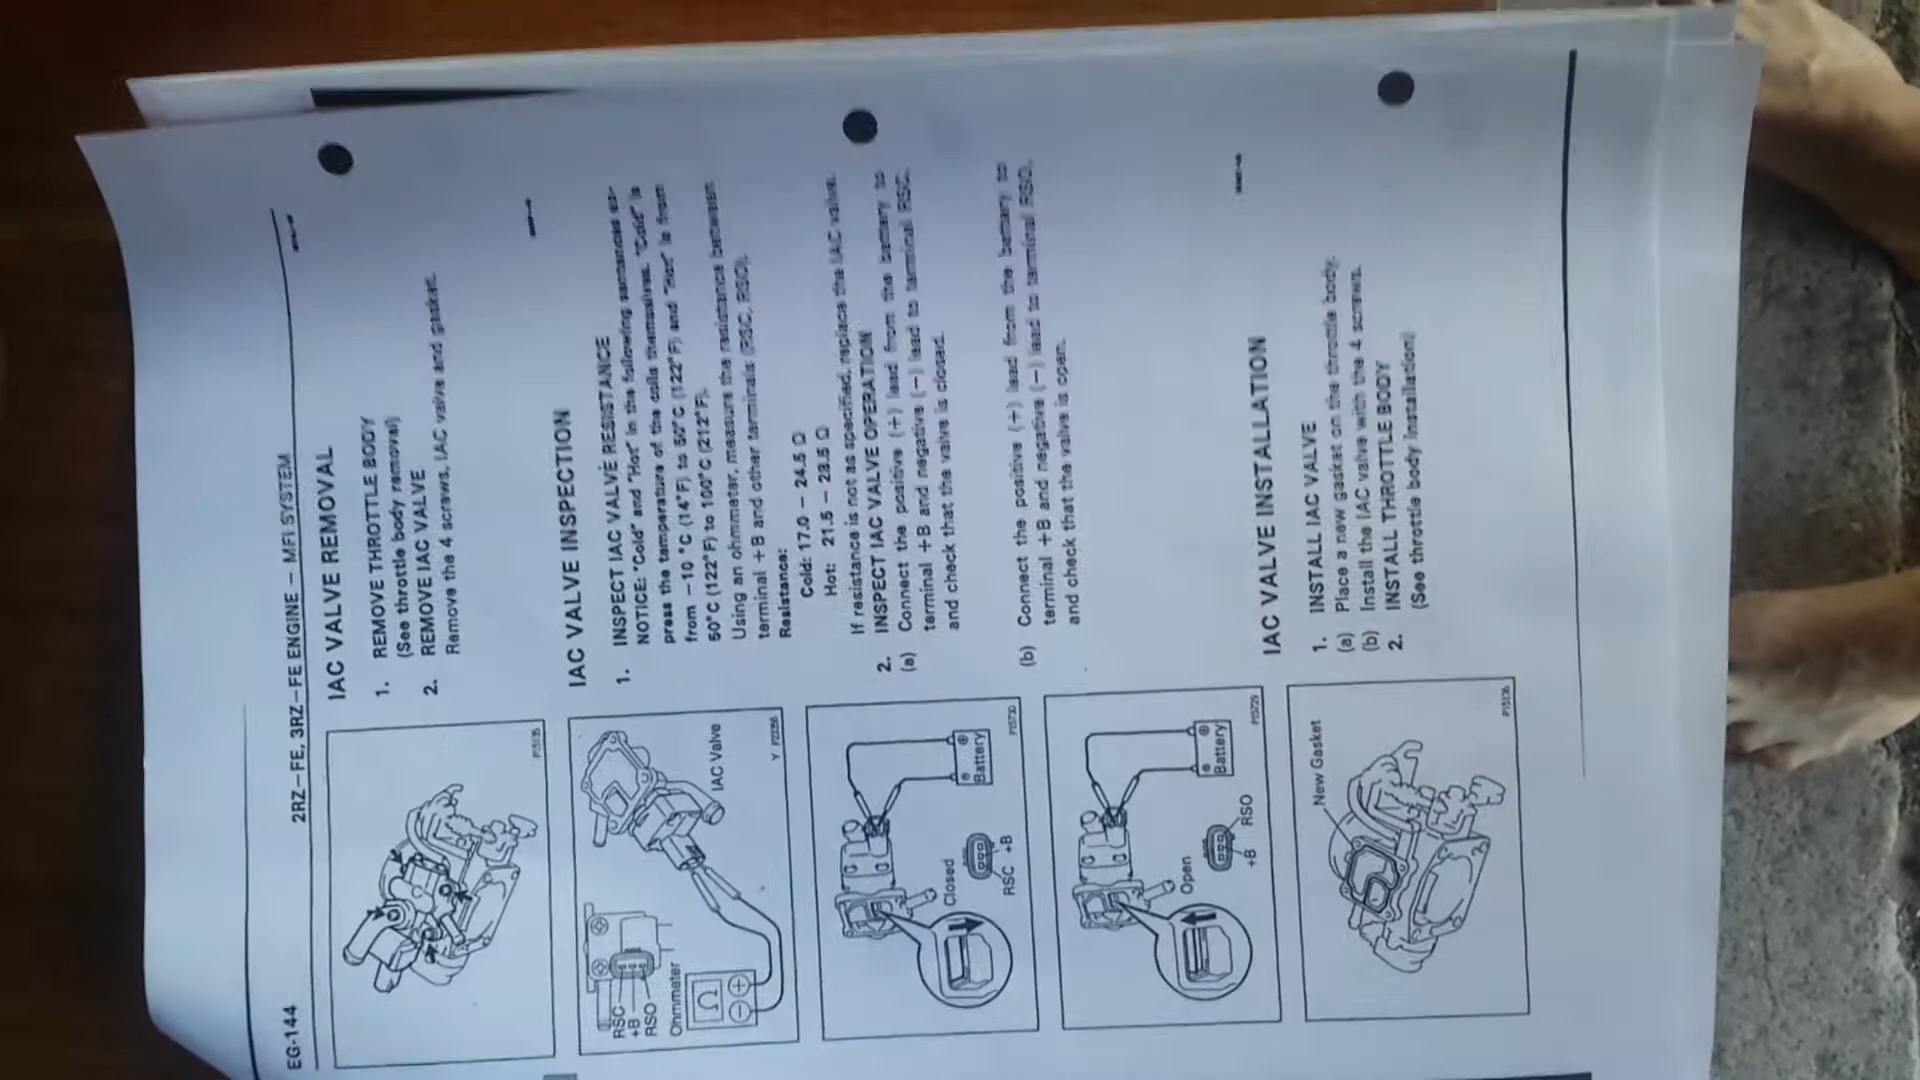 EG-144
2RZ-FE, 3RZ-FE ENGINE - MFI SYSTEM
IAC VALVE REMOVAL
1. REMOVE THROTTLE BODY
(See throttle body removal)
2. REMOVE IAC VALVE
Remove the 4 screws, IAC valve and gasket.
P15135
IAC VALVE INSPECTION
1. INSPECT IAC VALVE RESISTANCE
NOTICE: "Cold" and "Hot" in the following sentences ex-
press the temperature of the coils themselves. "Cold" is
from -10 °C (14°F) to 50°C (122°F) and "Hot" is from
50°C (122°F) to 100°C (212°F).
Using an ohmmeter, measure the resistance between
terminal +B and other terminals (RSC, RSO).
Resistance:
Cold: 17.0 - 24.5 Ω
Hot: 21.5 - 28.5 Ω
If resistance is not as specified, replace the IAC valve.
RSC
+B
RSO
Ohmmeter
Ω
IAC Valve
Y
2. INSPECT IAC VALVE OPERATION
(a) Connect the positive (+) lead from the battery to
terminal +B and negative (-) lead to terminal RSC,
and check that the valve is closed.
Closed
RSC +B
Battery
P15730
(b) Connect the positive (+) lead from the battery to
terminal +B and negative (-) lead to terminal RSO,
and check that the valve is open.
Open
+B RSO
Battery
P15729
IAC VALVE INSTALLATION
1. INSTALL IAC VALVE
(a) Place a new gasket on the throttle body.
(b) Install the IAC valve with the 4 screws.
2. INSTALL THROTTLE BODY
(See throttle body installation)
New Gasket
P15136